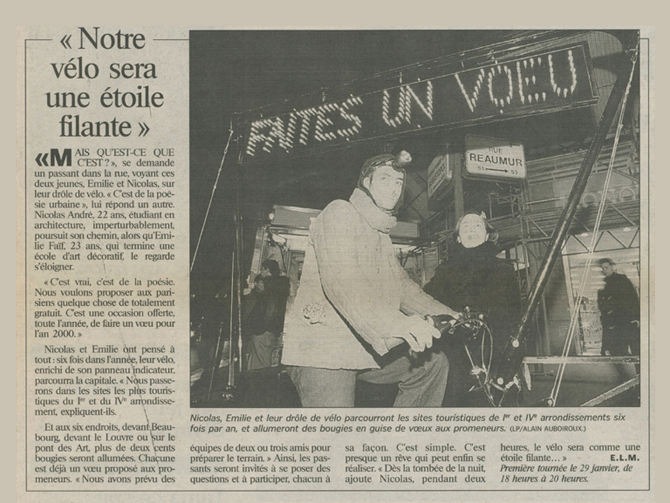 « Notre
vélo sera
une étoile
filante »
«MAIS QU'EST-CE QUE
C'EST ? », se demande
un passant dans la rue, voyant ces
deux jeunes, Emilie et Nicolas, sur
leur drôle de vélo. « C'est de la poé-
sie urbaine », lui répond un autre.
Nicolas André, 22 ans, étudiant en
architecture, imperturbablement,
poursuit son chemin, alors qu'Emi-
lie Faïf, 23 ans, qui termine une
école d'art décoratif, le regarde
s'éloigner.
« C'est vrai, c'est de la poésie.
Nous voulons proposer aux pari-
siens quelque chose de totalement
gratuit. C'est une occasion offerte,
toute l'année, de faire un vœu pour
l'an 2000. »
Nicolas et Emilie ont pensé à
tout : six fois dans l'année, leur vélo,
enrichi de son panneau indicateur,
parcourra la capitale. « Nous passe-
rons dans les sites les plus touris-
tiques du Ier et du IVe arrondisse-
ment, expliquent-ils.
Et aux six endroits, devant Beau-
bourg, devant le Louvre ou sur le
pont des Art, plus de deux cents
bougies seront allumées. Chacune
est déjà un vœu proposé aux pro-
meneurs. « Nous avons prévu des
FAITES UN VOEU
RUE
REAUMUR
51 53
Nicolas, Emilie et leur drôle de vélo parcourront les sites touristiques de Ier et IVe arrondissements six
fois par an, et allumeront des bougies en guise de vœux aux promeneurs. (LP/ALAIN AUBOIROUX.)
équipes de deux ou trois amis pour
préparer le terrain. » Ainsi, les pas-
sants seront invités à se poser des
questions et à participer, chacun à
sa façon. C'est simple. C'est
presque un rêve qui peut enfin se
réaliser. « Dès la tombée de la nuit,
ajoute Nicolas, pendant deux
heures, le vélo sera comme une
étoile filante... » E.L.M.
Première tournée le 29 janvier, de
18 heures à 20 heures.